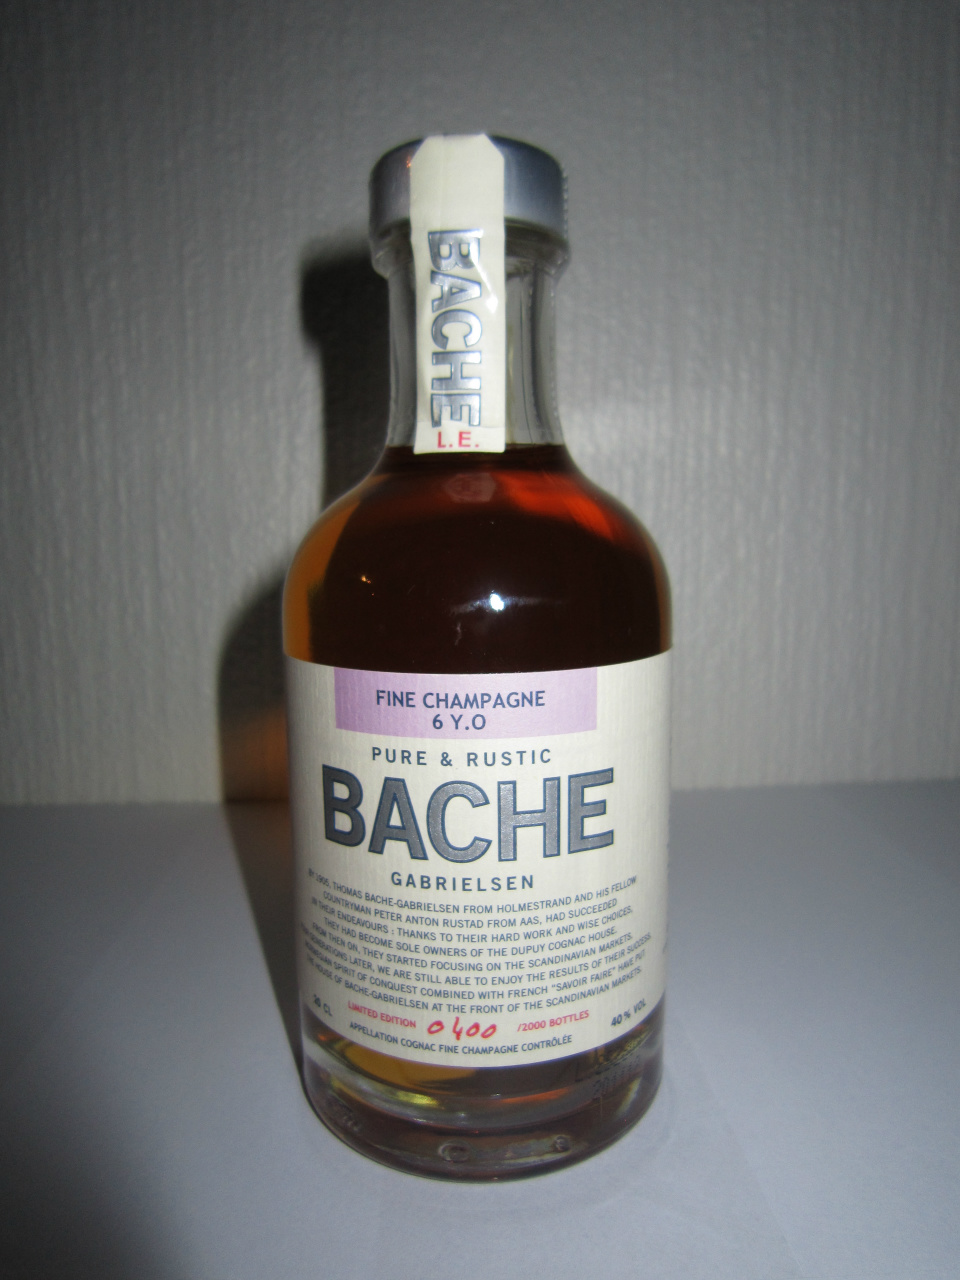 BACHE
L.E.
FINE CHAMPAGNE
6 Y.O
PURE & RUSTIC
BACHE
GABRIELSEN
BY 1905, THOMAS BACHE-GABRIELSEN FROM HOLMESTRAND AND HIS FELLOW
COUNTRYMAN PETER ANTON RUSTAD FROM AAS, HAD SUCCEEDED
IN THEIR ENDEAVOURS : THANKS TO THEIR HARD WORK AND WISE CHOICES,
THEY HAD BECOME SOLE OWNERS OF THE DUPUY COGNAC HOUSE.
FROM THEN ON, THEY STARTED FOCUSING ON THE SCANDINAVIAN MARKETS.
GENERATIONS LATER, WE ARE STILL ABLE TO ENJOY THE RESULTS OF THEIR SUCCESS.
SPIRIT OF CONQUEST COMBINED WITH FRENCH "SAVOIR FAIRE" HAVE PUT
THE HOUSE OF BACHE-GABRIELSEN AT THE FRONT OF THE SCANDINAVIAN MARKETS.
20 CL
LIMITED EDITION 0400 /2000 BOTTLES
40 % VOL
APPELLATION COGNAC FINE CHAMPAGNE CONTRÔLÉE